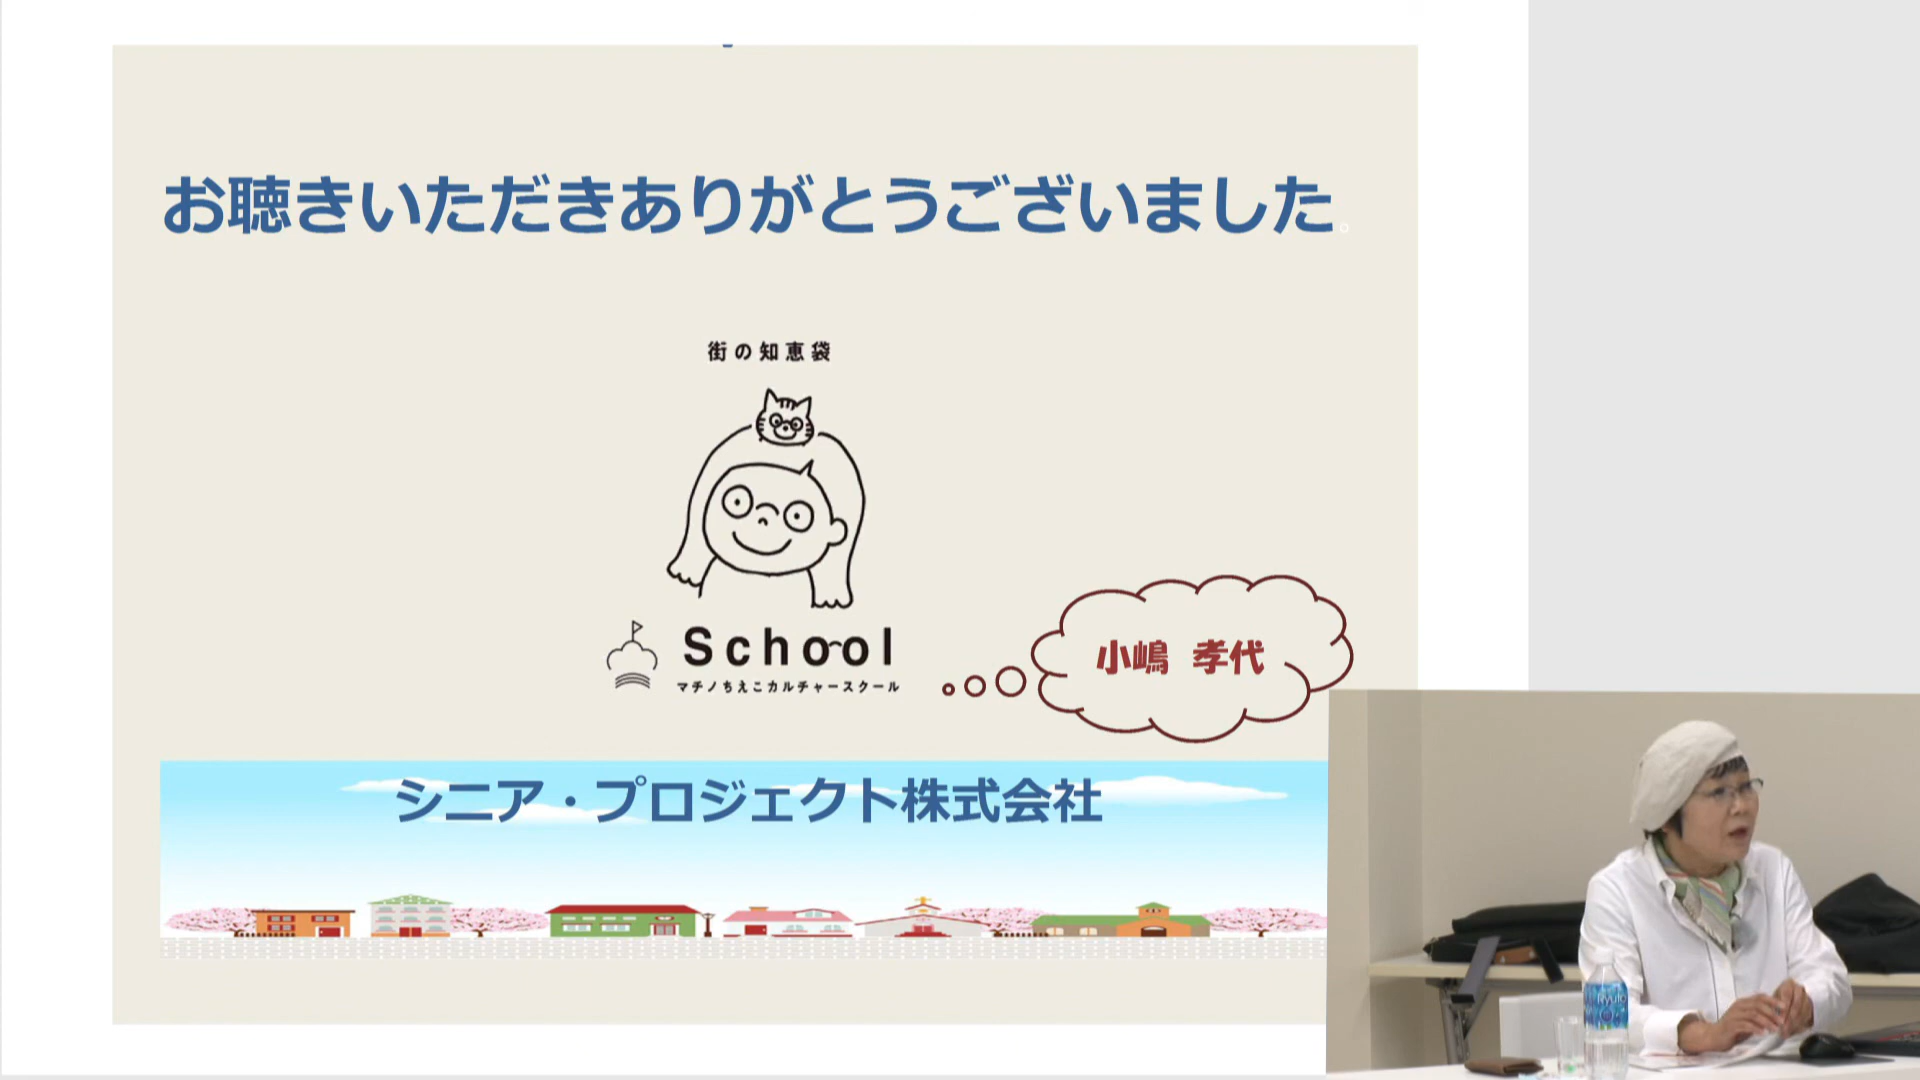 お聴きいただきありがとうございました。
街の知恵袋
School
マチノちえこカルチャースクール
小嶋 孝代
シニア・プロジェクト株式会社